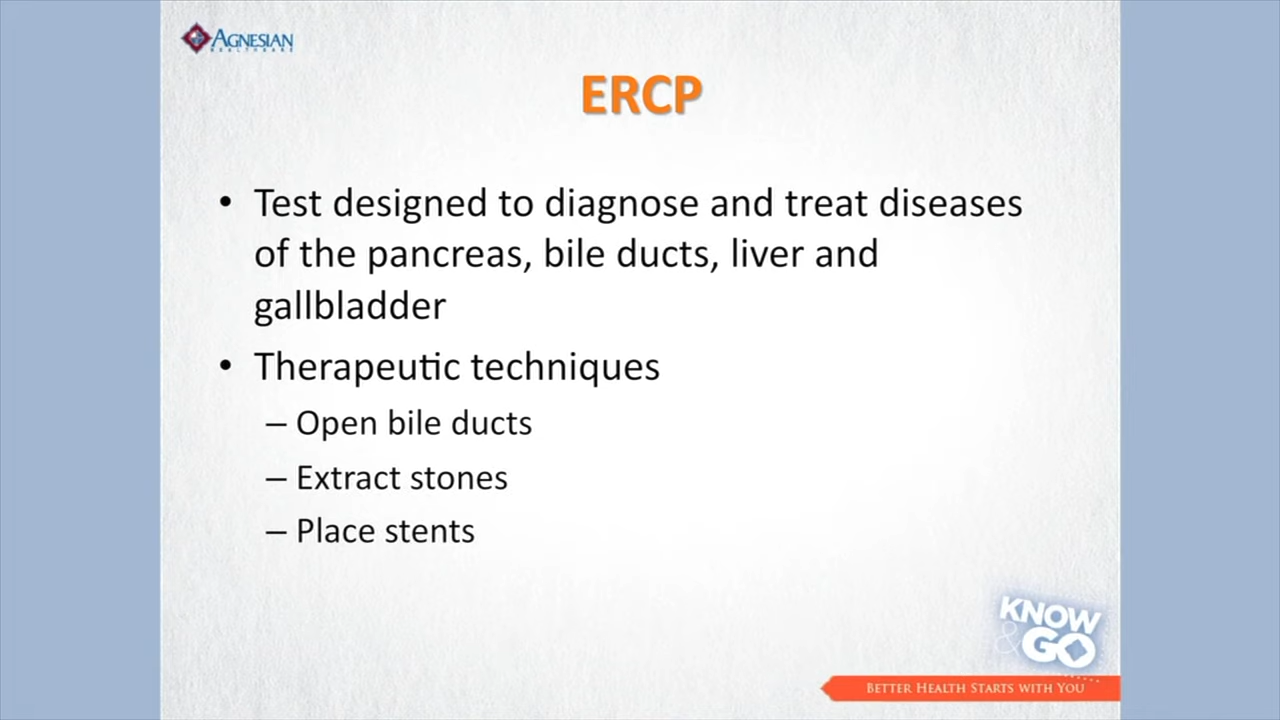 AGNESIAN
HEALTHCARE
ERCP
• Test designed to diagnose and treat diseases
of the pancreas, bile ducts, liver and
gallbladder
• Therapeutic techniques
– Open bile ducts
– Extract stones
– Place stents
KNOW
& GO
BETTER HEALTH STARTS WITH YOU